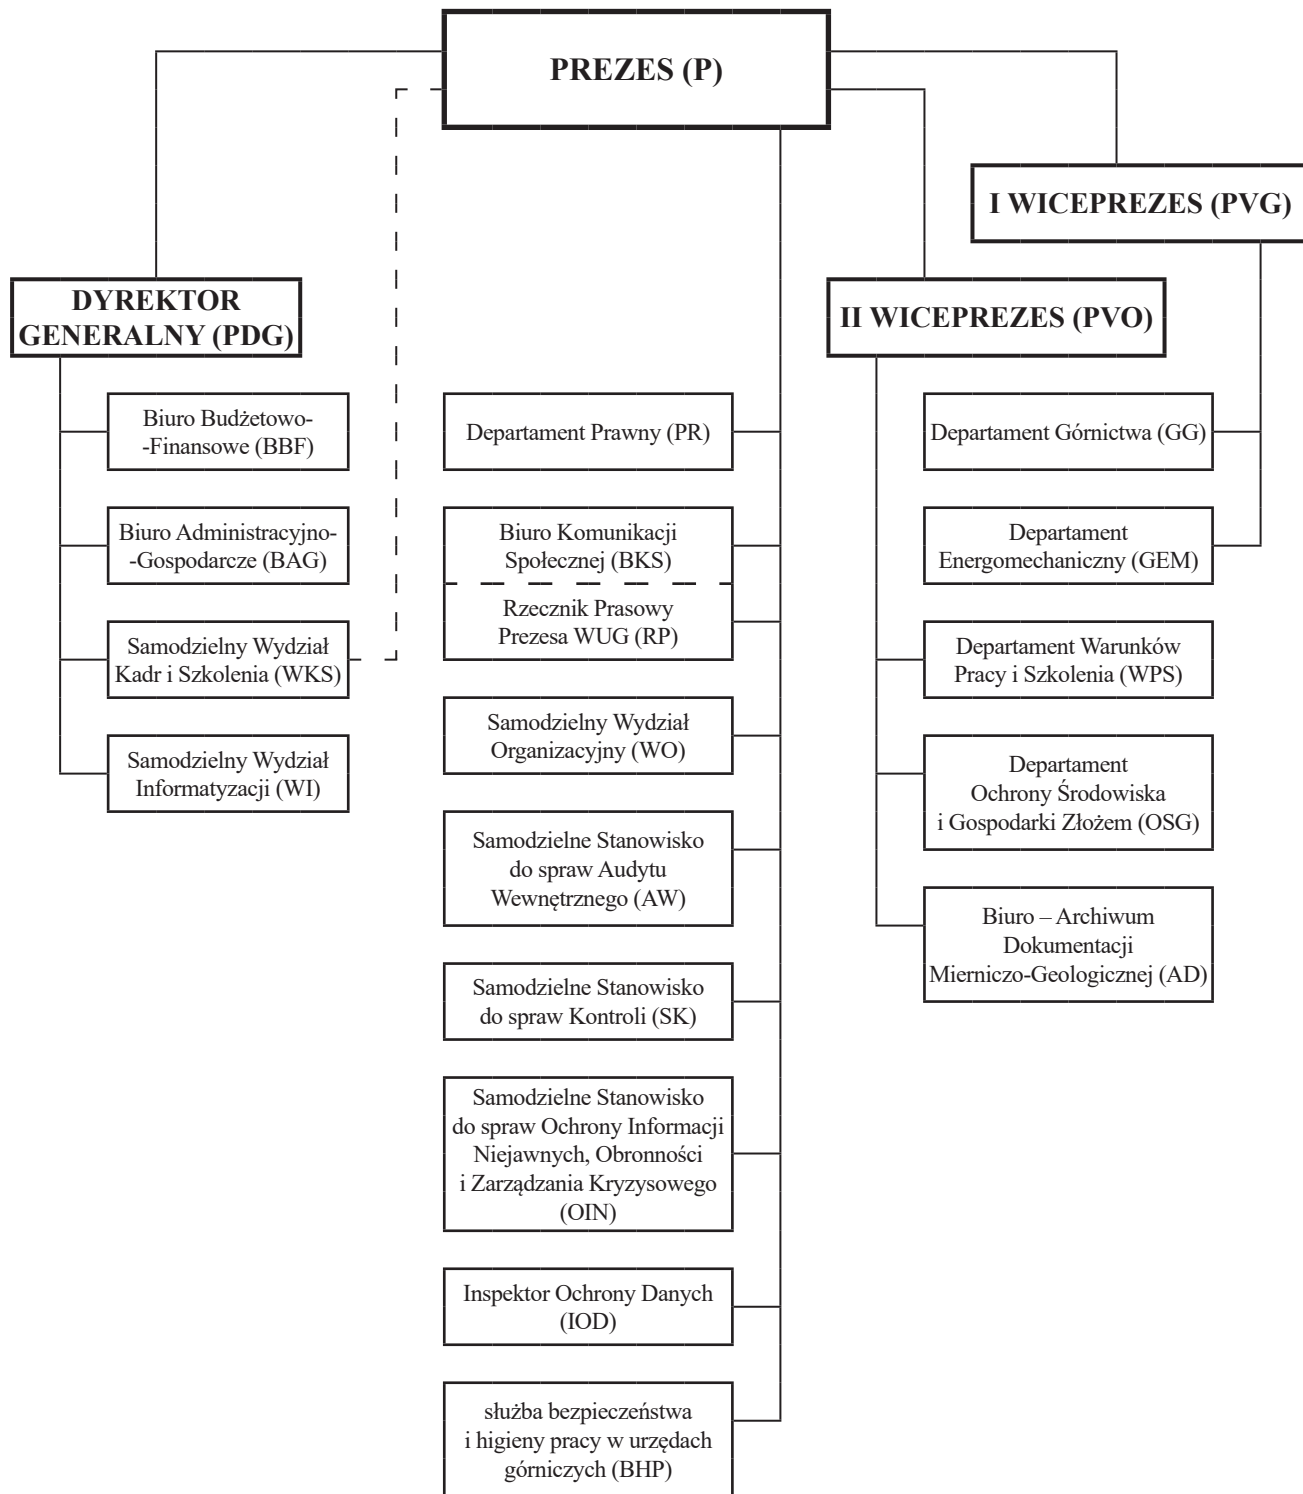 PREZES (P)
I WICEPREZES (PVG)
DYREKTOR
GENERALNY (PDG)
II WICEPREZES (PVO)
Biuro Budżetowo-
-Finansowe (BBF)
Biuro Administracyjno-
-Gospodarcze (BAG)
Samodzielny Wydział
Kadr i Szkolenia (WKS)
Samodzielny Wydział
Informatyzacji (WI)
Departament Prawny (PR)
Biuro Komunikacji
Społecznej (BKS)
Rzecznik Prasowy
Prezesa WUG (RP)
Samodzielny Wydział
Organizacyjny (WO)
Samodzielne Stanowisko
do spraw Audytu
Wewnętrznego (AW)
Samodzielne Stanowisko
do spraw Kontroli (SK)
Samodzielne Stanowisko
do spraw Ochrony Informacji
Niejawnych, Obronności
i Zarządzania Kryzysowego
(OIN)
Inspektor Ochrony Danych
(IOD)
służba bezpieczeństwa
i higieny pracy w urzędach
górniczych (BHP)
Departament Górnictwa (GG)
Departament
Energomechaniczny (GEM)
Departament Warunków
Pracy i Szkolenia (WPS)
Departament
Ochrony Środowiska
i Gospodarki Złożem (OSG)
Biuro – Archiwum
Dokumentacji
Mierniczo-Geologicznej (AD)